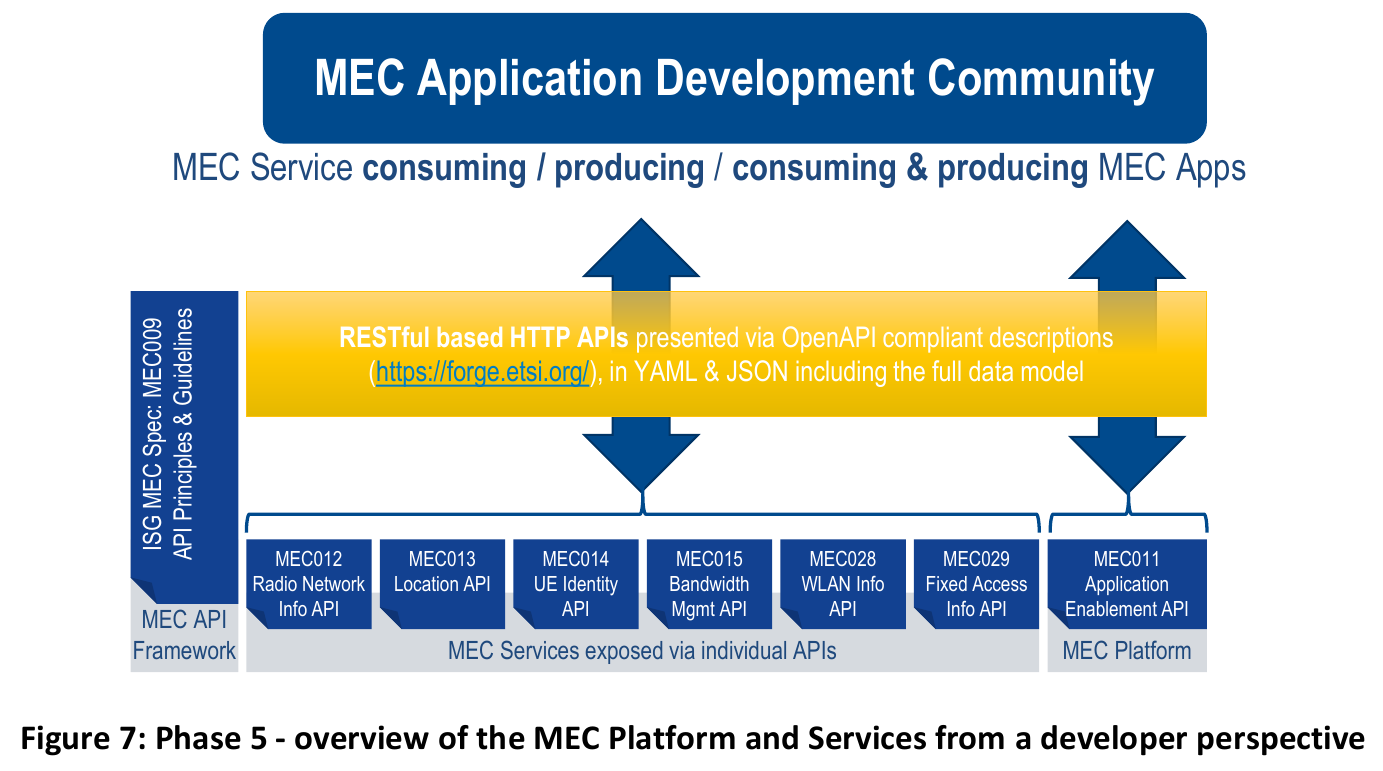 MEC Application Development Community
MEC Service consuming / producing / consuming & producing MEC Apps
ISG MEC Spec: MEC009
API Principles & Guidelines
MEC API
Framework
RESTful based HTTP APIs presented via OpenAPI compliant descriptions
(https://forge.etsi.org/), in YAML & JSON including the full data model
MEC012
Radio Network
Info API
MEC013
Location API
MEC014
UE Identity
API
MEC015
Bandwidth
Mgmt API
MEC028
WLAN Info
API
MEC029
Fixed Access
Info API
MEC Services exposed via individual APIs
MEC011
Application
Enablement API
MEC Platform
Figure 7: Phase 5 - overview of the MEC Platform and Services from a developer perspective